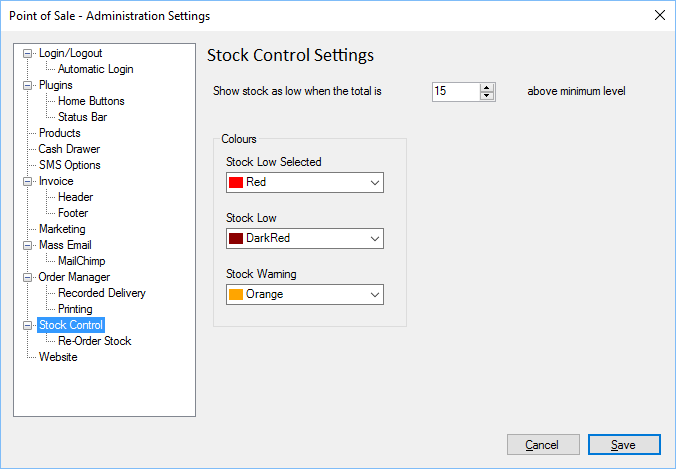 Point of Sale - Administration Settings
Login/Logout
Automatic Login
Plugins
Home Buttons
Status Bar
Products
Cash Drawer
SMS Options
Invoice
Header
Footer
Marketing
Mass Email
MailChimp
Order Manager
Recorded Delivery
Printing
Stock Control
Re-Order Stock
Website
Stock Control Settings
Show stock as low when the total is 15 above minimum level
Colours
Stock Low Selected
Red
Stock Low
DarkRed
Stock Warning
Orange
Cancel Save